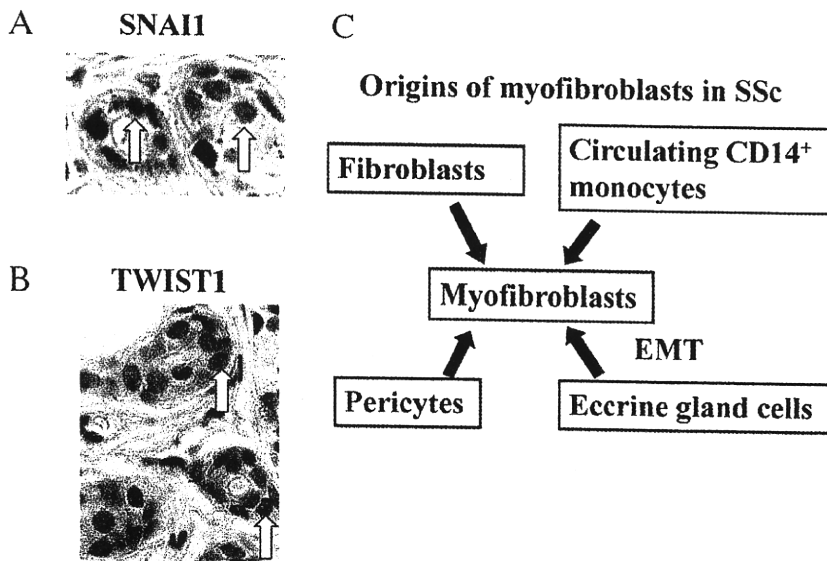 A
SNAI1
B
TWIST1
C
Origins of myofibroblasts in SSc
Fibroblasts
Circulating CD14⁺
monocytes
Myofibroblasts
EMT
Pericytes
Eccrine gland cells